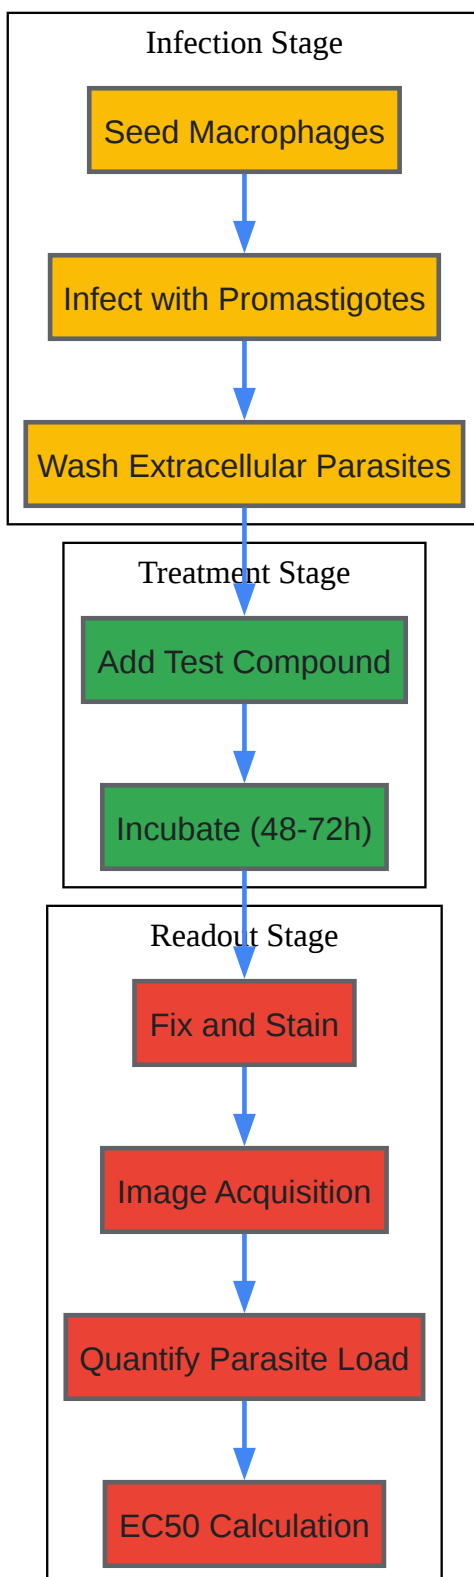 Infection Stage
Seed Macrophages
Infect with Promastigotes
Wash Extracellular Parasites
Treatment Stage
Add Test Compound
Incubate (48-72h)
Readout Stage
Fix and Stain
Image Acquisition
Quantify Parasite Load
EC50 Calculation